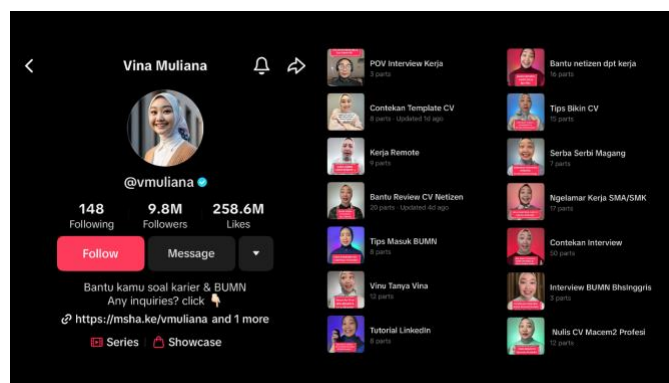 Vina Muliana
@vmuliana
148
Following
9.8M
Followers
258.6M
Likes
Follow
Message
Bantu kamu soal karier & BUMN
Any inquiries? click 👇🏻
https://msha.ke/vmuliana and 1 more
Series
Showcase
POV Interview Kerja
3 parts
Contekan Template CV
8 parts · Updated 1d ago
Kerja Remote
9 parts
Bantu Review CV Netizen
20 parts · Updated 4d ago
Tips Masuk BUMN
8 parts
Vinu Tanya Vina
12 parts
Tutorial LinkedIn
8 parts
Bantu netizen dpt kerja
16 parts
Tips Bikin CV
15 parts
Serba Serbi Magang
7 parts
Ngelamar Kerja SMA/SMK
17 parts
Contekan Interview
50 parts
Interview BUMN BhsInggris
3 parts
Nulis CV Macem2 Profesi
12 parts